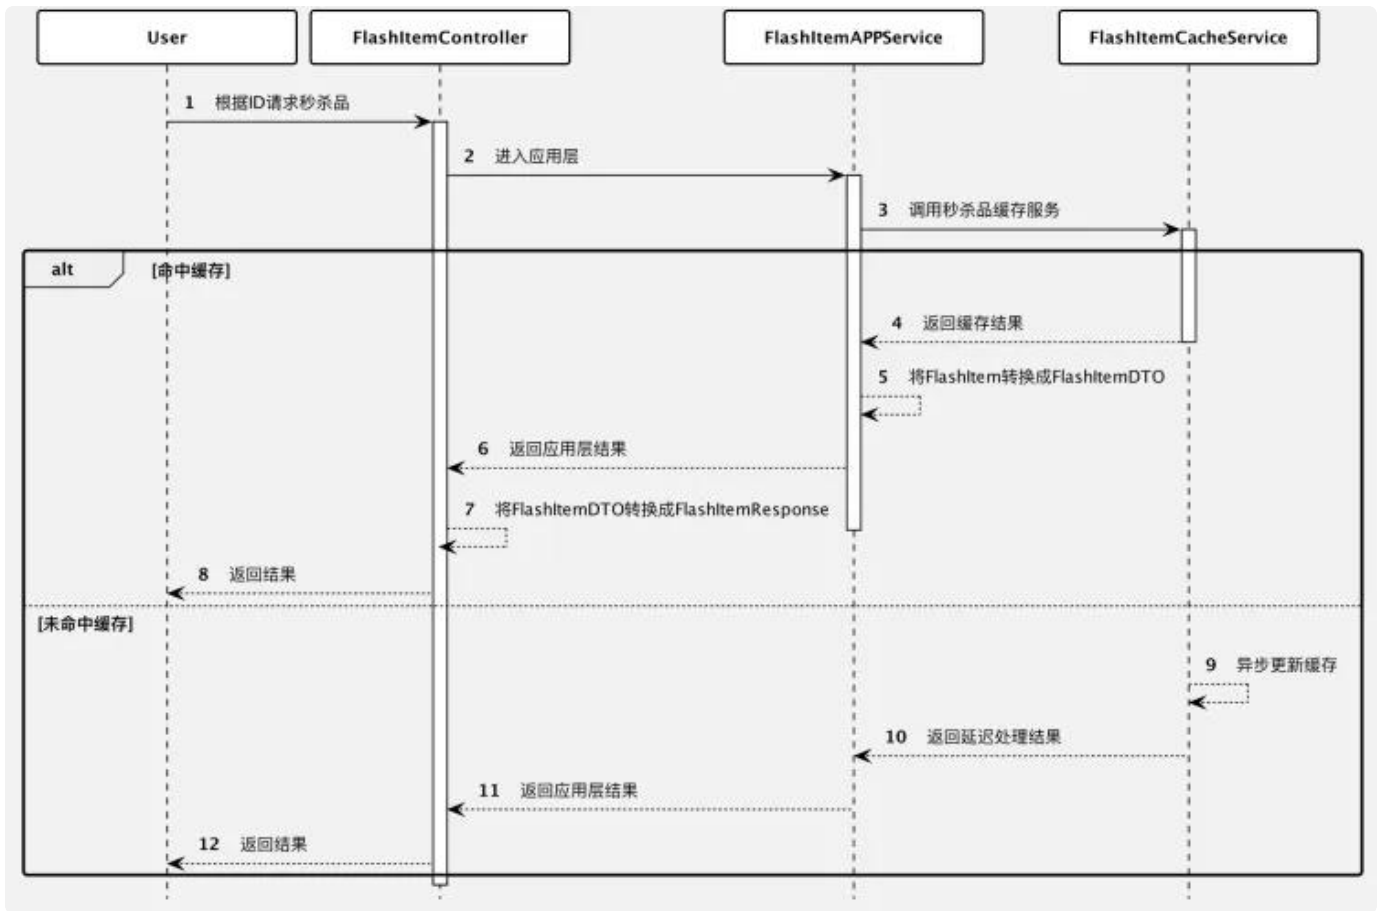 User
FlashItemController
FlashItemAPPService
FlashItemCacheService
1 根据ID请求秒杀品
2 进入应用层
3 调用秒杀品缓存服务
alt [命中缓存]
4 返回缓存结果
5 将FlashItem转换成FlashItemDTO
6 返回应用层结果
7 将FlashItemDTO转换成FlashItemResponse
8 返回结果
[未命中缓存]
9 异步更新缓存
10 返回延迟处理结果
11 返回应用层结果
12 返回结果